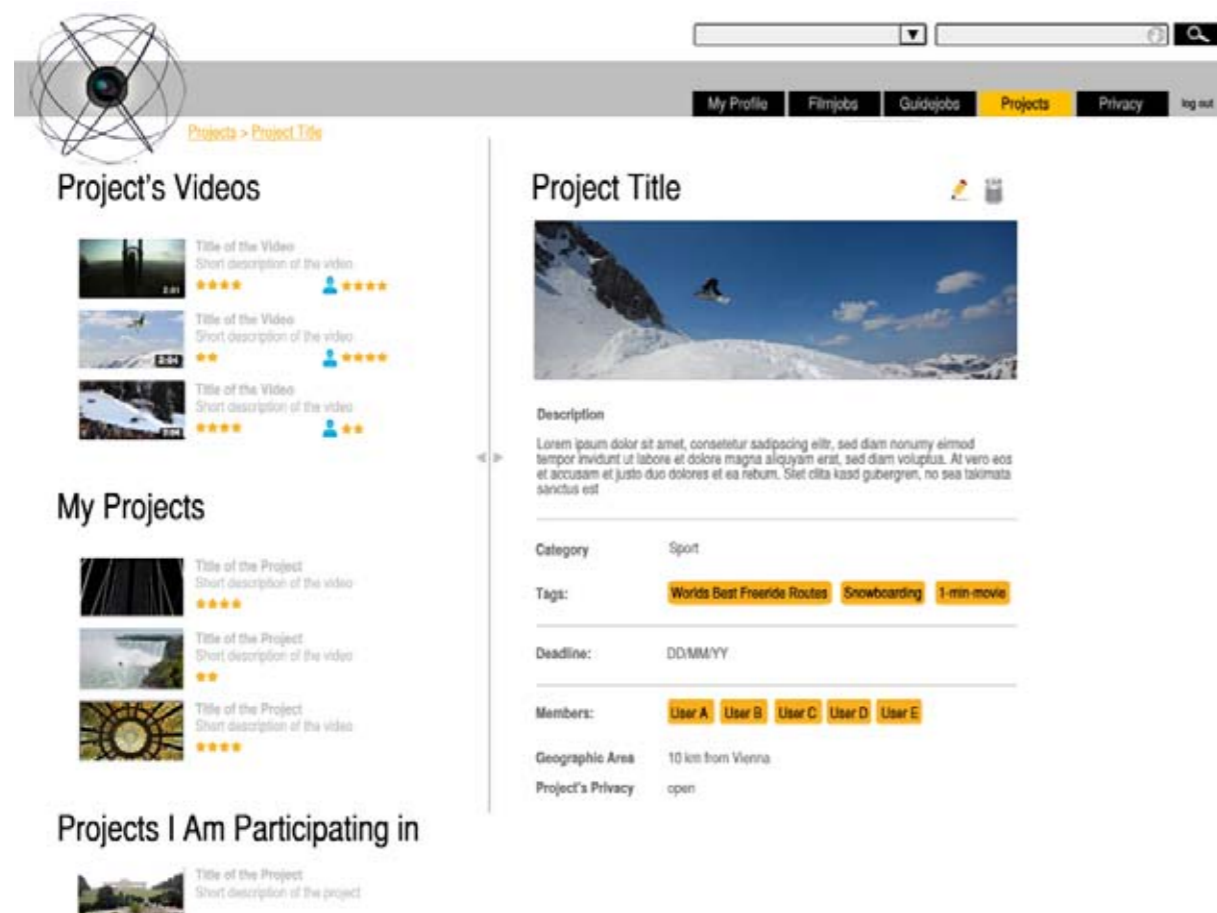 My Profile
Filmjobs
Guidejobs
Projects
Privacy
log out
Projects > Project Title
Project's Videos
Title of the Video
Short description of the video
2:51
Title of the Video
Short description of the video
2:04
Title of the Video
Short description of the video
My Projects
Title of the Project
Short description of the video
Title of the Project
Short description of the video
Title of the Project
Short description of the video
Projects I Am Participating in
Title of the Project
Short description of the project
Project Title
Description
Lorem ipsum dolor sit amet, consetetur sadipscing elitr, sed diam nonumy eirmod
tempor invidunt ut labore et dolore magna aliquyam erat, sed diam voluptua. At vero eos
et accusam et justo duo dolores et ea rebum. Stet clita kasd gubergren, no sea takimata
sanctus est
Category Sport
Tags: Worlds Best Freeride Routes Snowboarding 1-min-movie
Deadline: DD/MM/YY
Members: User A User B User C User D User E
Geographic Area 10 km from Vienna
Project's Privacy open